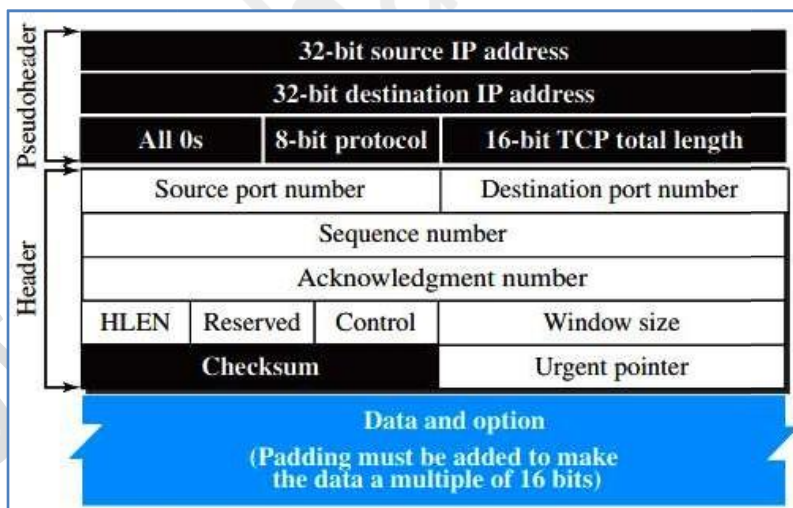 Pseudoheader
32-bit source IP address
32-bit destination IP address
All 0s 8-bit protocol 16-bit TCP total length
Header
Source port number Destination port number
Sequence number
Acknowledgment number
HLEN Reserved Control Window size
Checksum Urgent pointer
Data and option
(Padding must be added to make
the data a multiple of 16 bits)